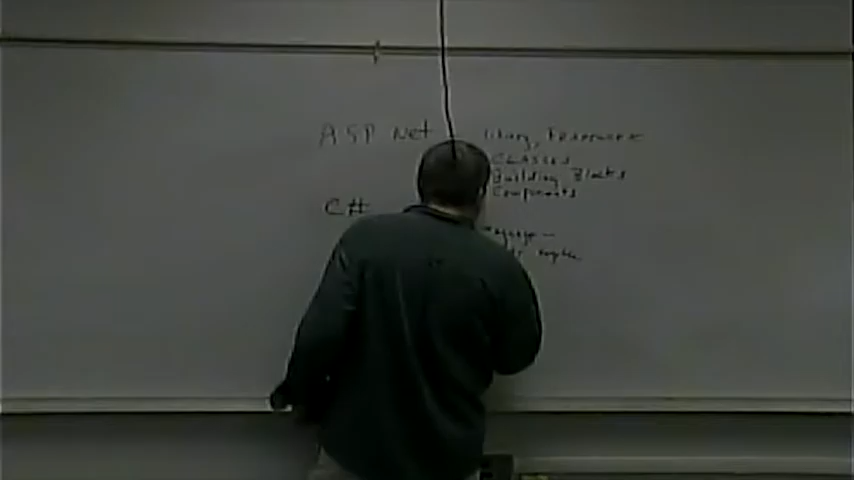 ASP Net Library, Framework
CLASSES
Building Blocks
Components
C#